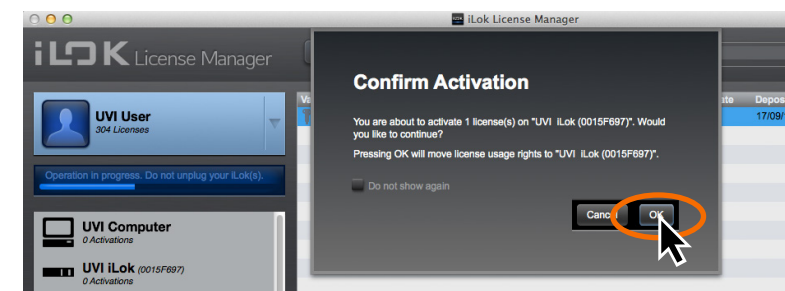 iLok License Manager
iLOK License Manager
Confirm Activation
You are about to activate 1 license(s) on "UVI iLok (0015F697)". Would
you like to continue?
Pressing OK will move license usage rights to "UVI iLok (0015F697)".
Do not show again
Cancel
OK
UVI User
304 Licenses
Operation in progress. Do not unplug your iLok(s).
UVI Computer
0 Activations
UVI iLok (0015F697)
0 Activations
Depos
17/09/